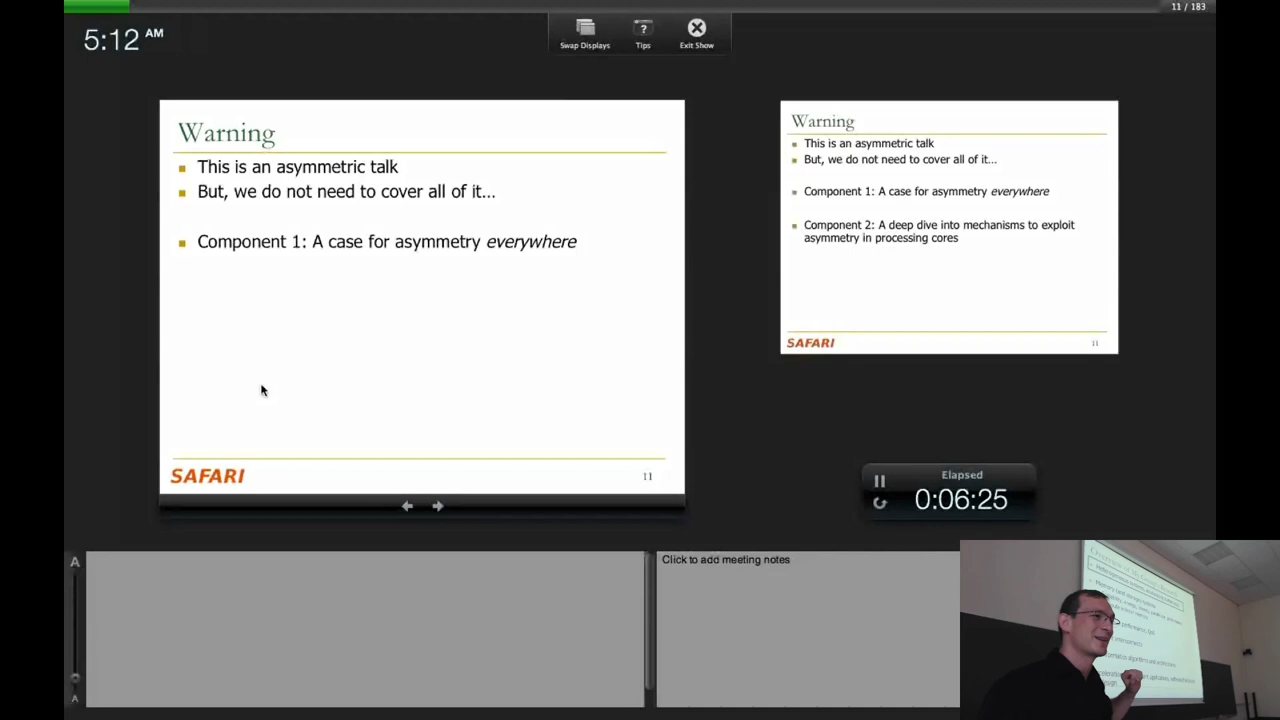 11 / 183
5:12 AM
Swap Displays
Tips
Exit Show
Warning
This is an asymmetric talk
But, we do not need to cover all of it...
Component 1: A case for asymmetry everywhere
SAFARI
11
Warning
This is an asymmetric talk
But, we do not need to cover all of it...
Component 1: A case for asymmetry everywhere
Component 2: A deep dive into mechanisms to exploit
asymmetry in processing cores
SAFARI
11
Elapsed
0:06:25
A
A
Click to add meeting notes